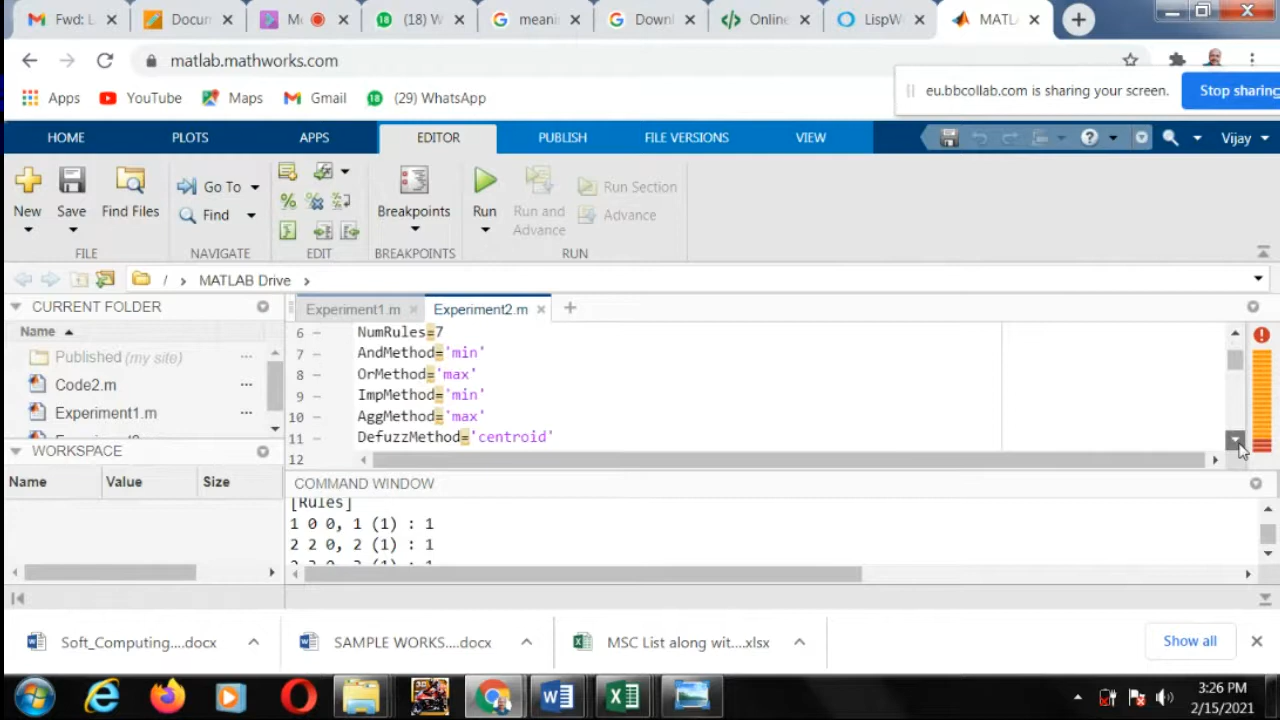 Fwd: L
Docum
Me
(18) W
meani
Downl
Online
LispW
MATL
matlab.mathworks.com
Apps
YouTube
Maps
Gmail
(29) WhatsApp
eu.bbcollab.com is sharing your screen.
Stop sharing
HOME
PLOTS
APPS
EDITOR
PUBLISH
FILE VERSIONS
VIEW
Vijay
New
Save
Find Files
Go To
Find
Breakpoints
Run
Run and Advance
Run Section
Advance
FILE
NAVIGATE
EDIT
BREAKPOINTS
RUN
/ › MATLAB Drive ›
CURRENT FOLDER
Name
Published (my site)
Code2.m
Experiment1.m
WORKSPACE
Name Value Size
Experiment1.m
Experiment2.m
6 – NumRules=7
7 – AndMethod='min'
8 – OrMethod='max'
9 – ImpMethod='min'
10 – AggMethod='max'
11 – DefuzzMethod='centroid'
12
COMMAND WINDOW
[Rules]
1 0 0, 1 (1) : 1
2 2 0, 2 (1) : 1
Soft_Computing....docx
SAMPLE WORKS....docx
MSC List along wit....xlsx
Show all
3:26 PM
2/15/2021